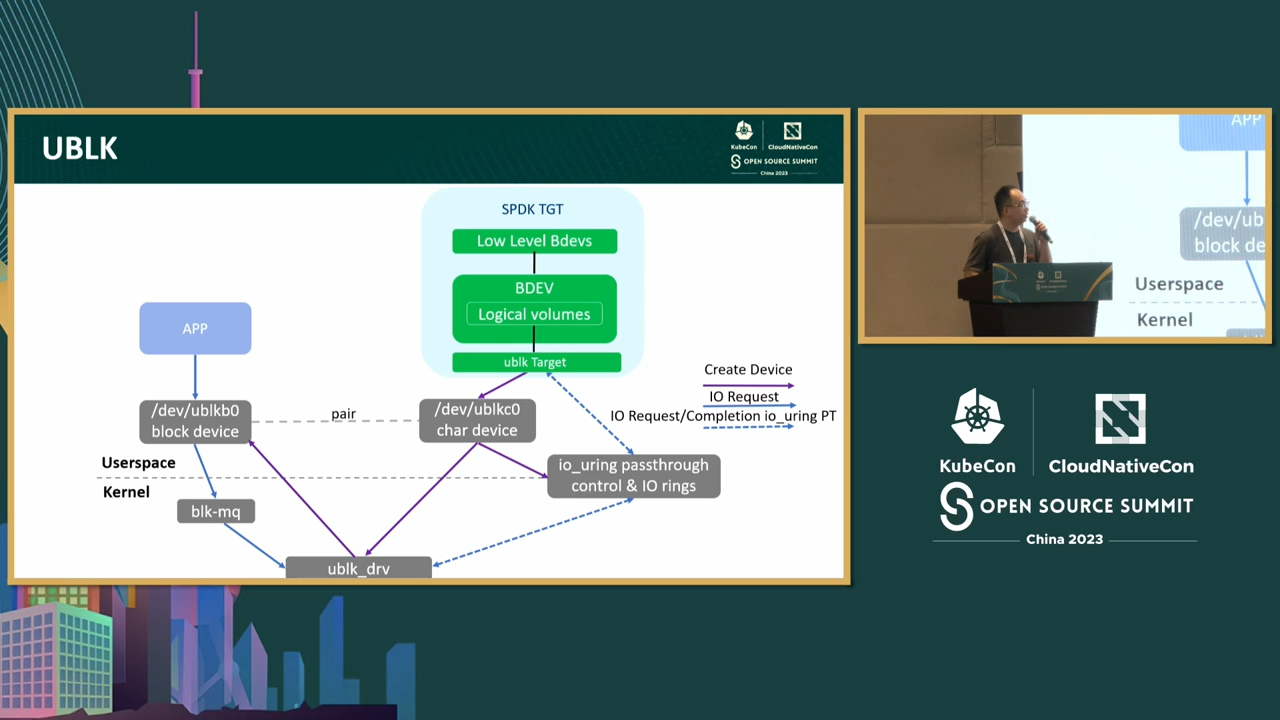 UBLK
KubeCon
CloudNativeCon
OPEN SOURCE SUMMIT
China 2023
SPDK TGT
Low Level Bdevs
BDEV
Logical volumes
ublk Target
APP
/dev/ublkb0
block device
pair
/dev/ublkc0
char device
Create Device
IO Request
IO Request/Completion io_uring PT
Userspace
Kernel
io_uring passthrough
control & IO rings
blk-mq
ublk_drv
APP
/dev/ub
block de
Userspace
Kernel
KubeCon
CloudNativeCon
OPEN SOURCE SUMMIT
China 2023